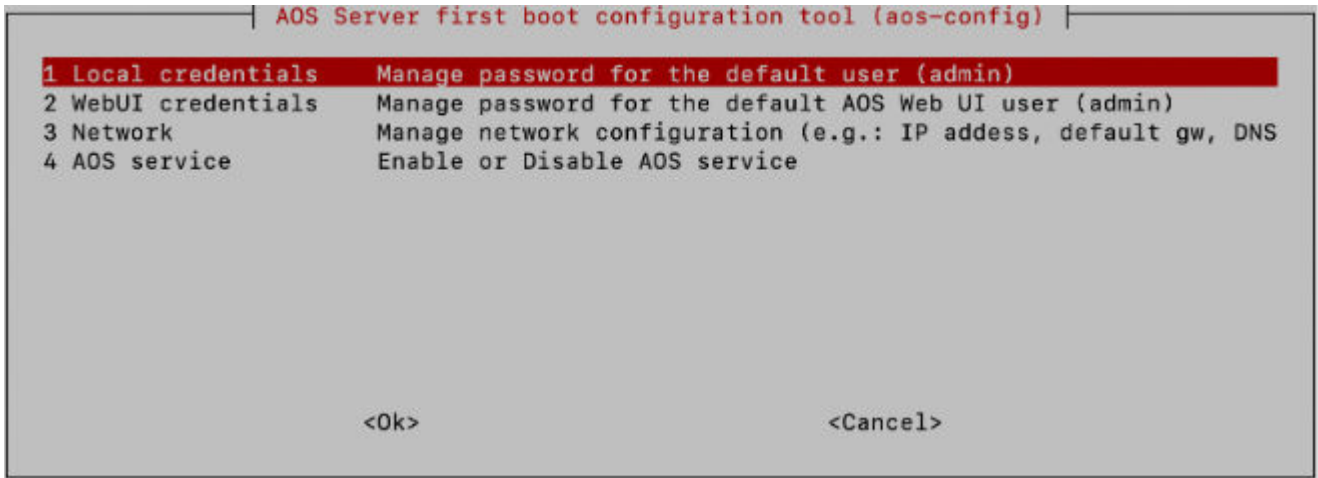 AOS Server first boot configuration tool (aos-config)
1 Local credentials Manage password for the default user (admin)
2 WebUI credentials Manage password for the default AOS Web UI user (admin)
3 Network Manage network configuration (e.g.: IP addess, default gw, DNS
4 AOS service Enable or Disable AOS service
<Ok> <Cancel>